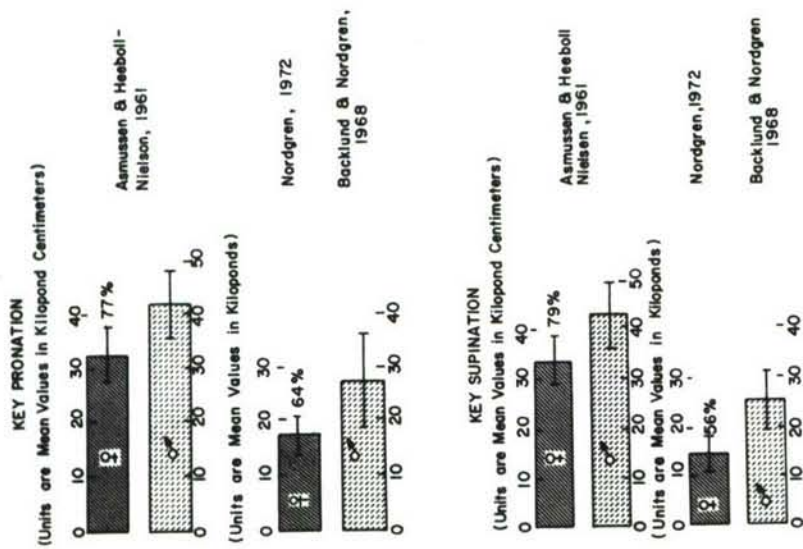 KEY PRONATION
(Units are Mean Values in Kilopond Centimeters)
0 10 20 30 40
♀ 77%
Asmussen & Heeboll-
Nielson, 1961
♂
0 10 20 30 40 50
(Units are Mean Values in Kiloponds)
0 10 20 30
♀ 64%
Nordgren, 1972
♂
Backlund & Nordgren,
1968
0 10 20 30 40
KEY SUPINATION
(Units are Mean Values in Kilopond Centimeters)
0 10 20 30 40
♀ 79%
Asmussen & Heeboll
Nielsen, 1961
♂
0 10 20 30 40 50
(Units are Mean Values in Kiloponds)
0 10 20 30
♀ 56%
Nordgren, 1972
♂
Backlund & Nordgren
1968
0 10 20 30 40